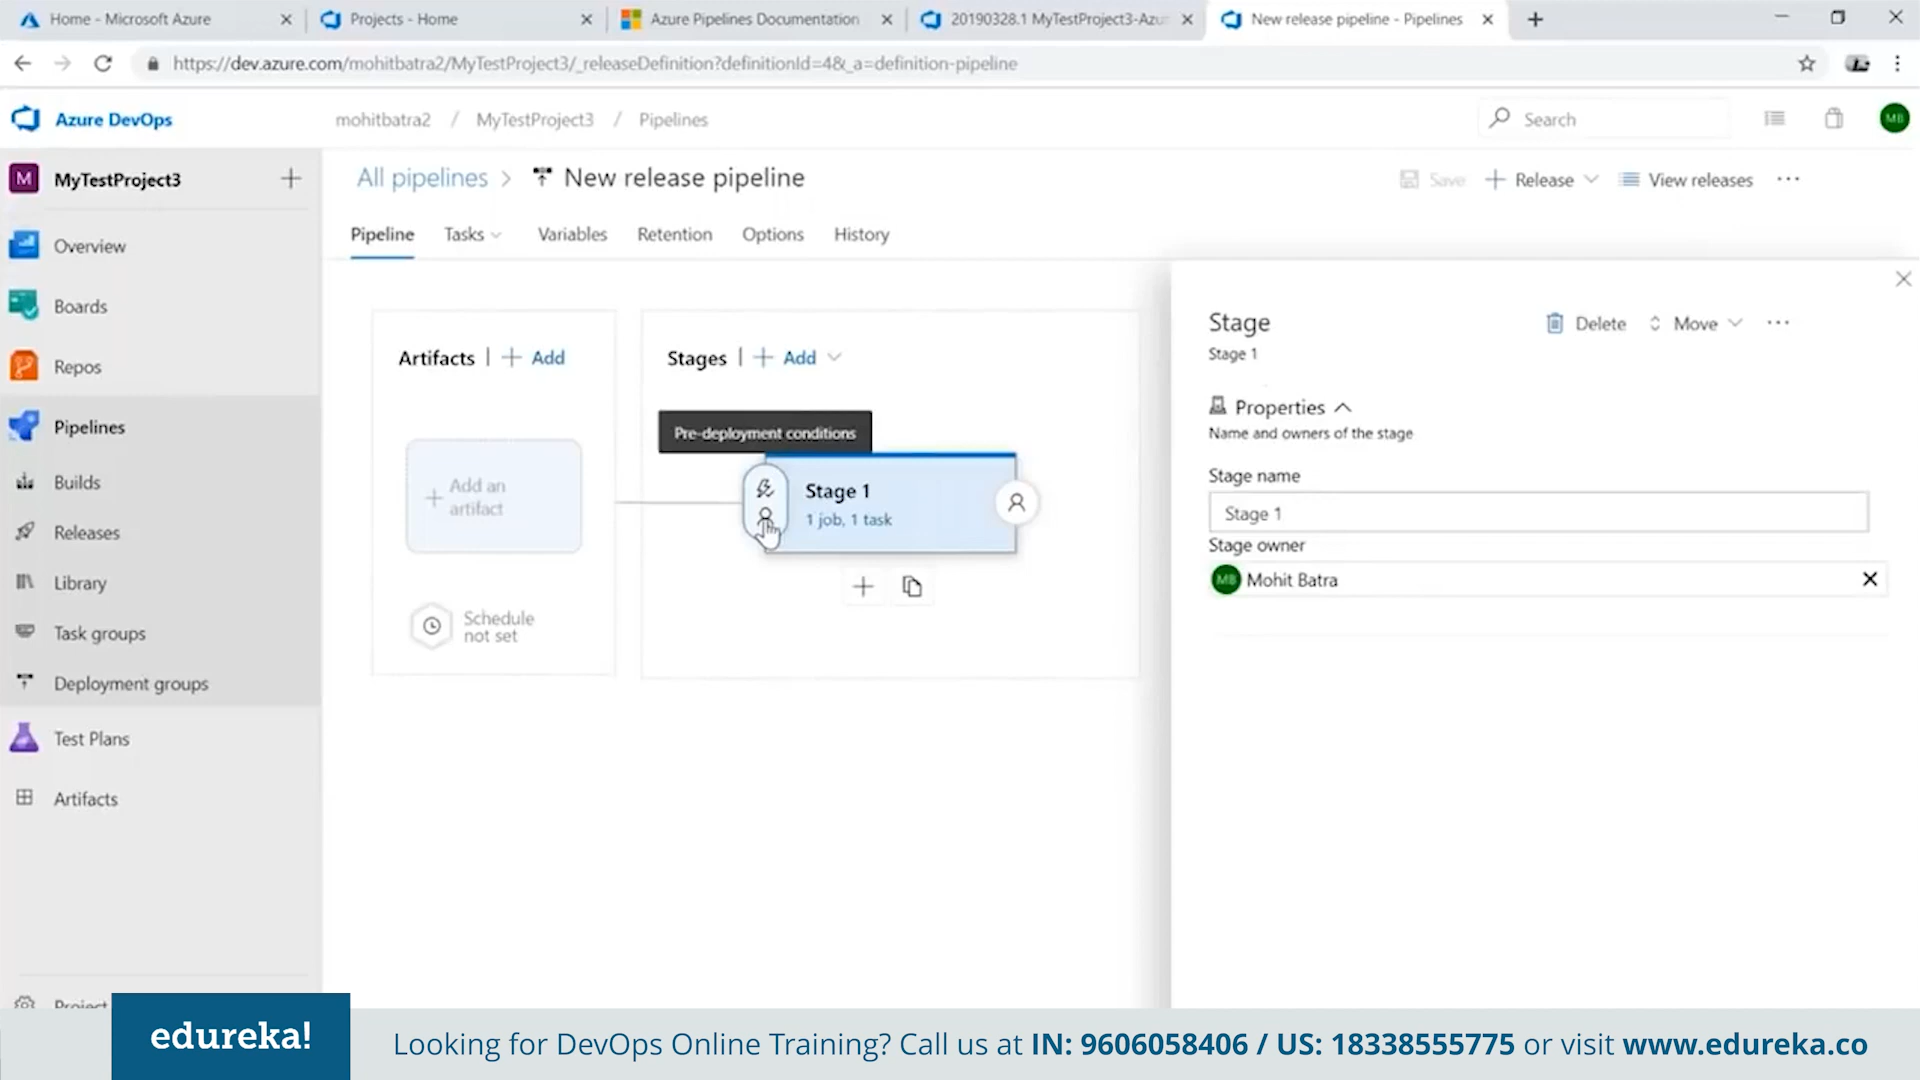 Home - Microsoft Azure
Projects - Home
Azure Pipelines Documentation
20190328.1 MyTestProject3-Azu
New release pipeline - Pipelines
https://dev.azure.com/mohitbatra2/MyTestProject3/_releaseDefinition?definitionId=4&_a=definition-pipeline
Azure DevOps
mohitbatra2 / MyTestProject3 / Pipelines
Search
MB
M MyTestProject3
All pipelines > New release pipeline
Save
Release
View releases
Pipeline Tasks Variables Retention Options History
Overview
Boards
Repos
Pipelines
Builds
Releases
Library
Task groups
Deployment groups
Test Plans
Artifacts
Project
Artifacts | + Add
Add an
artifact
Schedule
not set
Stages | + Add
Pre-deployment conditions
Stage 1
1 job, 1 task
Stage
Delete
Move
Stage 1
Properties
Name and owners of the stage
Stage name
Stage 1
Stage owner
MB Mohit Batra
edureka!
Looking for DevOps Online Training? Call us at IN: 9606058406 / US: 18338555775 or visit www.edureka.co